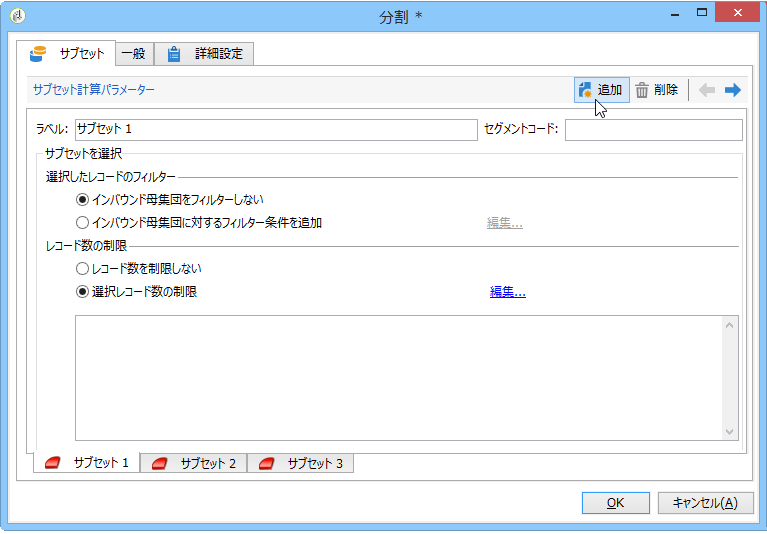 分割 *
サブセット 一般 詳細設定
サブセット計算パラメーター 追加 削除
ラベル: サブセット 1 セグメントコード:
サブセットを選択
選択したレコードのフィルター
インバウンド母集団をフィルターしない
インバウンド母集団に対するフィルター条件を追加 編集...
レコード数の制限
レコード数を制限しない
選択レコード数の制限 編集...
サブセット 1 サブセット 2 サブセット 3
OK キャンセル(A)